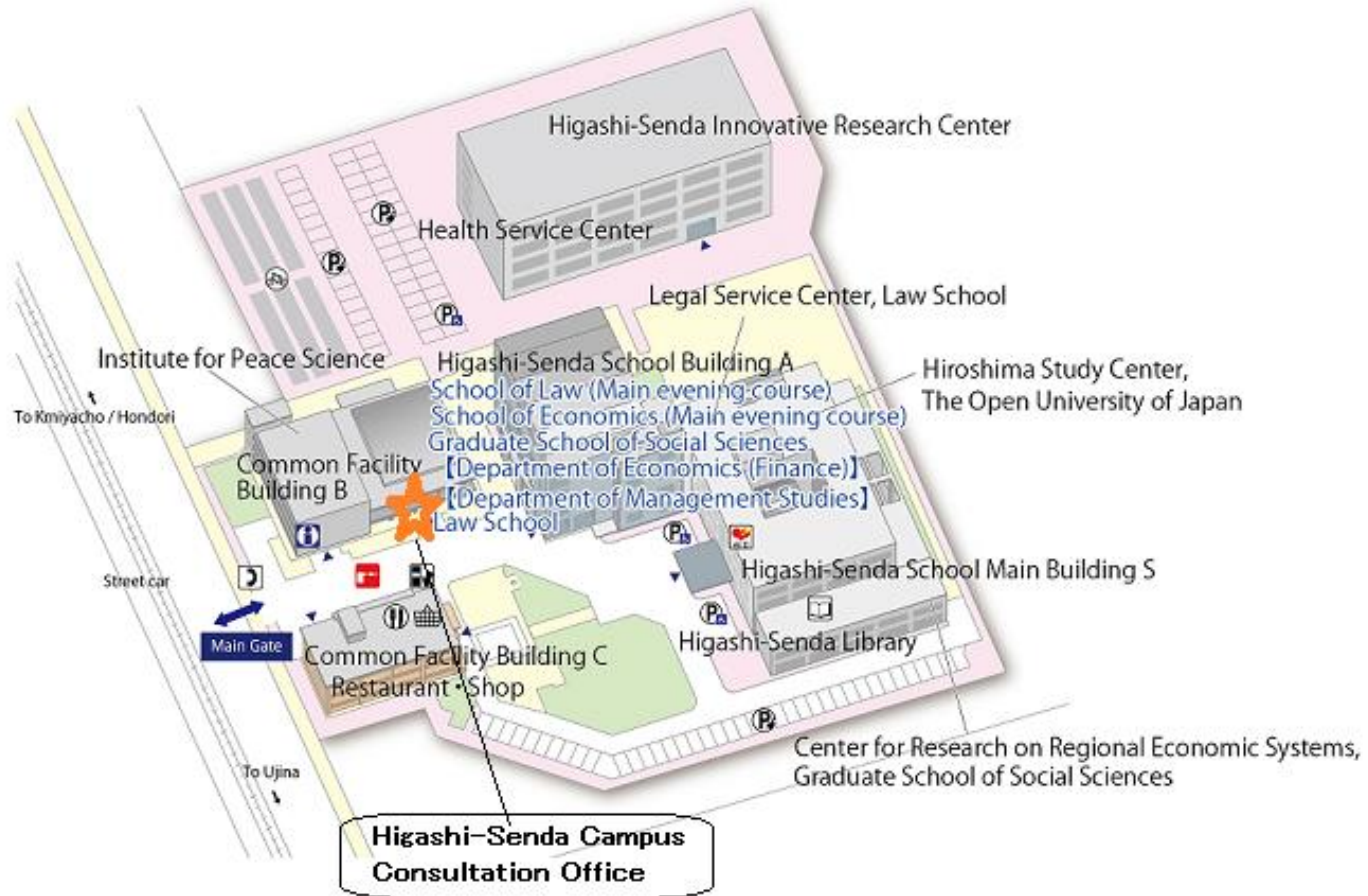 Higashi-Senda Innovative Research Center
Health Service Center
Legal Service Center, Law School
Institute for Peace Science
Higashi-Senda School Building A
School of Law (Main evening course)
School of Economics (Main evening course)
Graduate School of Social Sciences
【Department of Economics (Finance)】
【Department of Management Studies】
Law School
Hiroshima Study Center,
The Open University of Japan
To Kmiyacho / Hondori
Common Facility
Building B
Street car
Main Gate
Higashi-Senda School Main Building S
Higashi-Senda Library
Common Facility Building C
Restaurant・Shop
P
P
P
P
P
P
To Ujina
Center for Research on Regional Economic Systems,
Graduate School of Social Sciences
Higashi-Senda Campus
Consultation Office